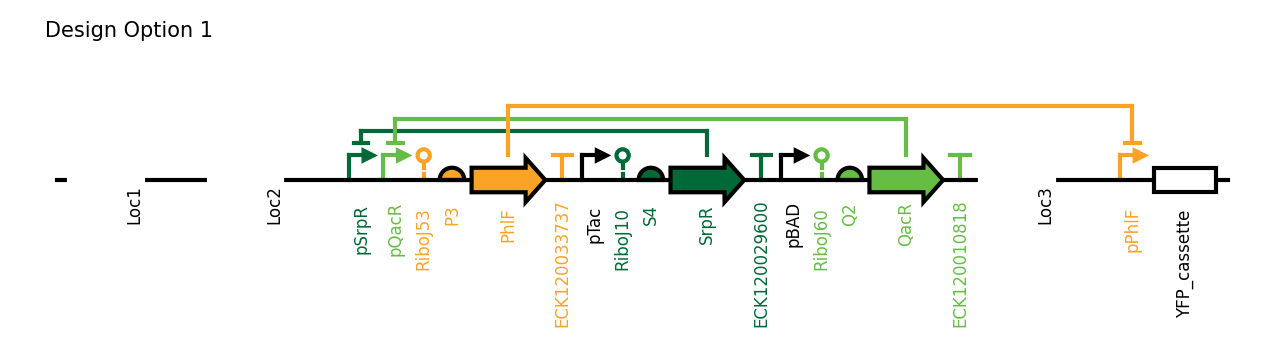 Design Option 1
Loc1
Loc2
pSrpR
pQacR
RiboJ53
P3
PhlF
ECK120033737
pTac
RiboJ10
S4
SrpR
ECK120029600
pBAD
RiboJ60
Q2
QacR
ECK120010818
Loc3
pPhlF
YFP_cassette